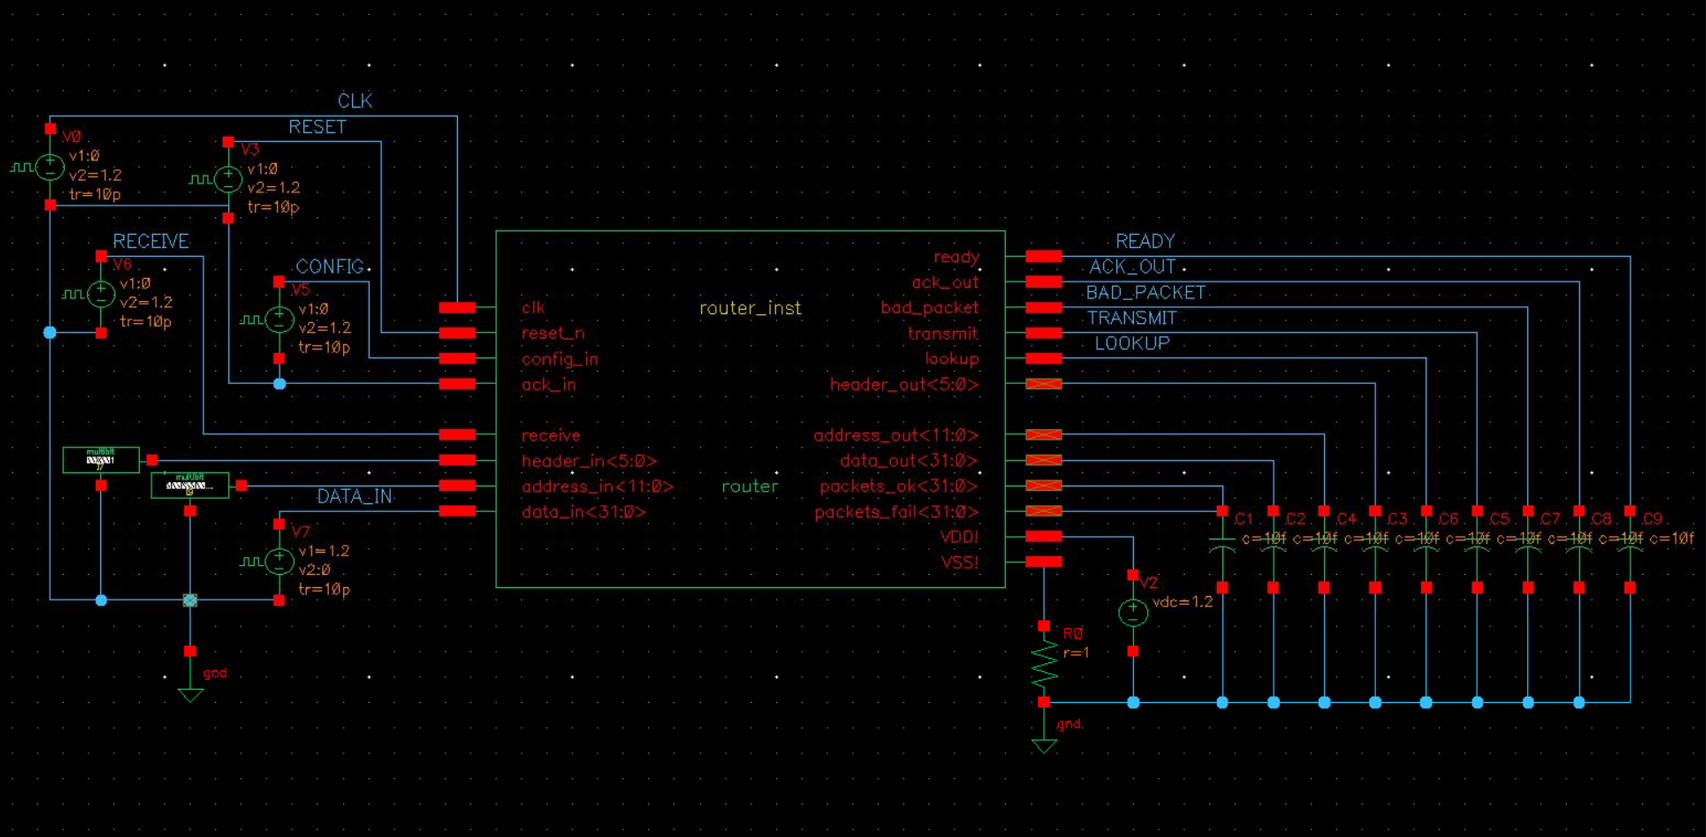 CLK
RESET
V0
v1:0
v2=1.2
tr=10p
V3
v1:0
v2=1.2
tr=10p
RECEIVE
V6
v1:0
v2=1.2
tr=10p
CONFIG
V5
v1:0
v2=1.2
tr=10p
multibit
multibit
DATA_IN
V7
v1=1.2
v2:0
tr=10p
gnd
clk
reset_n
config_in
ack_in
receive
header_in<5:0>
address_in<11:0>
data_in<31:0>
router_inst
router
ready
ack_out
bad_packet
transmit
lookup
header_out<5:0>
address_out<11:0>
data_out<31:0>
packets_ok<31:0>
packets_fail<31:0>
VDD!
VSS!
READY
ACK_OUT
BAD_PACKET
TRANSMIT
LOOKUP
C1 C2 C4 C3 C6 C5 C7 C8 C9
c=10f c=10f c=10f c=10f c=10f c=10f c=10f c=10f c=10f
V2
vdc=1.2
R0
r=1
gnd